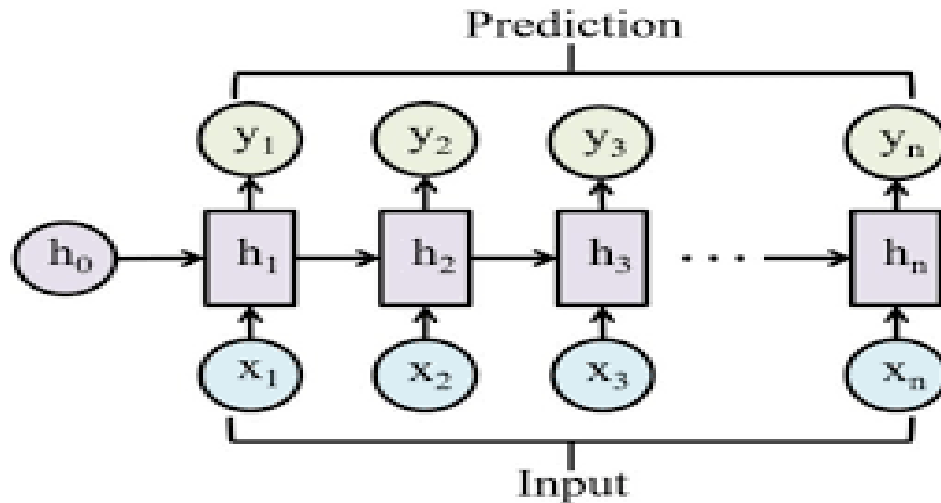 Prediction
y₁ y₂ y₃ yₙ
h₀ h₁ h₂ h₃ . . . hₙ
x₁ x₂ x₃ xₙ
Input